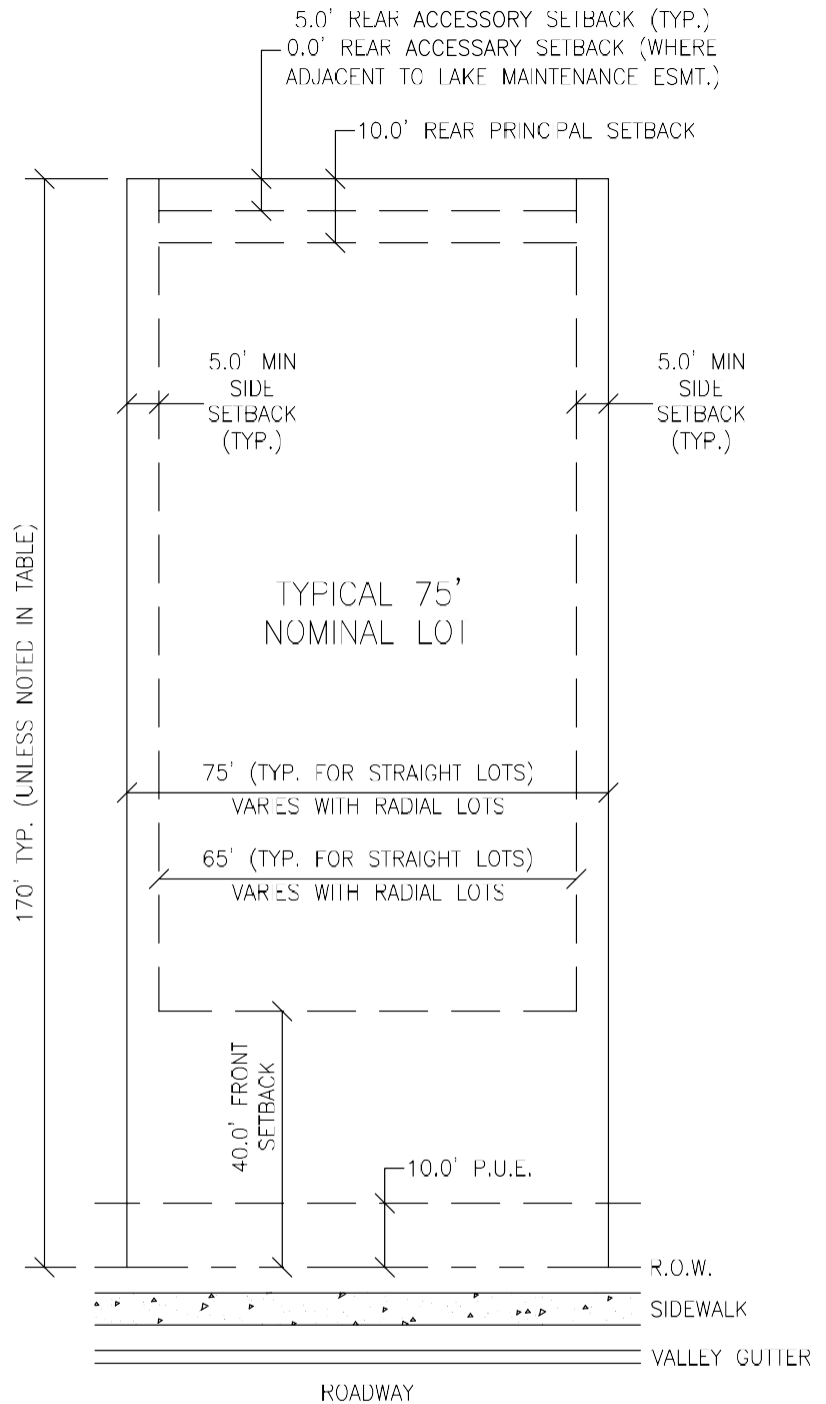 5.0' REAR ACCESSORY SETBACK (TYP.)
0.0' REAR ACCESSARY SETBACK (WHERE
ADJACENT TO LAKE MAINTENANCE ESMT.)
10.0' REAR PRINCIPAL SETBACK
5.0' MIN
SIDE
SETBACK
(TYP.)
5.0' MIN
SIDE
SETBACK
(TYP.)
170' TYP. (UNLESS NOTED IN TABLE)
TYPICAL 75'
NOMINAL LOT
75' (TYP. FOR STRAIGHT LOTS)
VARIES WITH RADIAL LOTS
65' (TYP. FOR STRAIGHT LOTS)
VARIES WITH RADIAL LOTS
40.0' FRONT
SETBACK
10.0' P.U.E.
R.O.W.
SIDEWALK
VALLEY GUTTER
ROADWAY